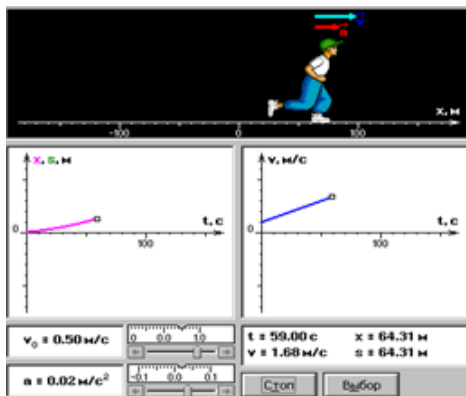 v
a
x, м
-100 0 100
x, s, м
v, м/с
0 t, с
100
0 t, с
100
v₀ = 0.50 м/с
0 0.0 1.0
a = 0.02 м/с²
-0.1 0.0 0.1
t = 59.00 с x = 64.31 м
v = 1.68 м/с s = 64.31 м
Стоп Выбор